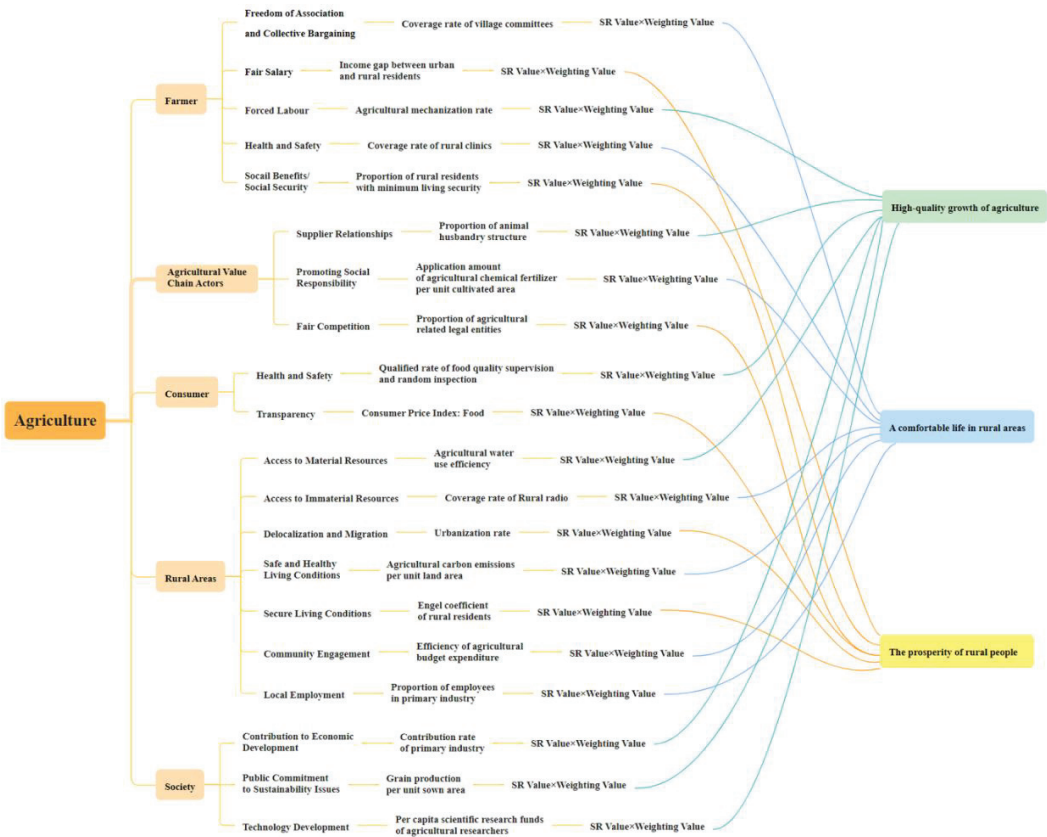 Agriculture
Farmer
Freedom of Association
and Collective Bargaining
Coverage rate of village committees
SR Value×Weighting Value
Fair Salary
Income gap between urban
and rural residents
SR Value×Weighting Value
Forced Labour
Agricultural mechanization rate
SR Value×Weighting Value
Health and Safety
Coverage rate of rural clinics
SR Value×Weighting Value
Socail Benefits/
Social Security
Proportion of rural residents
with minimum living security
SR Value×Weighting Value
Agricultural Value
Chain Actors
Supplier Relationships
Proportion of animal
husbandry structure
SR Value×Weighting Value
Promoting Social
Responsibility
Application amount
of agricultural chemical fertilizer
per unit cultivated area
SR Value×Weighting Value
Fair Competition
Proportion of agricultural
related legal entities
SR Value×Weighting Value
Consumer
Health and Safety
Qualified rate of food quality supervision
and random inspection
SR Value×Weighting Value
Transparency
Consumer Price Index: Food
SR Value×Weighting Value
Rural Areas
Access to Material Resources
Agricultural water
use efficiency
SR Value×Weighting Value
Access to Immaterial Resources
Coverage rate of Rural radio
SR Value×Weighting Value
Delocalization and Migration
Urbanization rate
SR Value×Weighting Value
Safe and Healthy
Living Conditions
Agricultural carbon emissions
per unit land area
SR Value×Weighting Value
Secure Living Conditions
Engel coefficient
of rural residents
SR Value×Weighting Value
Community Engagement
Efficiency of agricultural
budget expenditure
SR Value×Weighting Value
Local Employment
Proportion of employees
in primary industry
SR Value×Weighting Value
Society
Contribution to Economic
Development
Contribution rate
of primary industry
SR Value×Weighting Value
Public Commitment
to Sustainability Issues
Grain production
per unit sown area
SR Value×Weighting Value
Technology Development
Per capita scientific research funds
of agricultural researchers
SR Value×Weighting Value
High-quality growth of agriculture
A comfortable life in rural areas
The prosperity of rural people